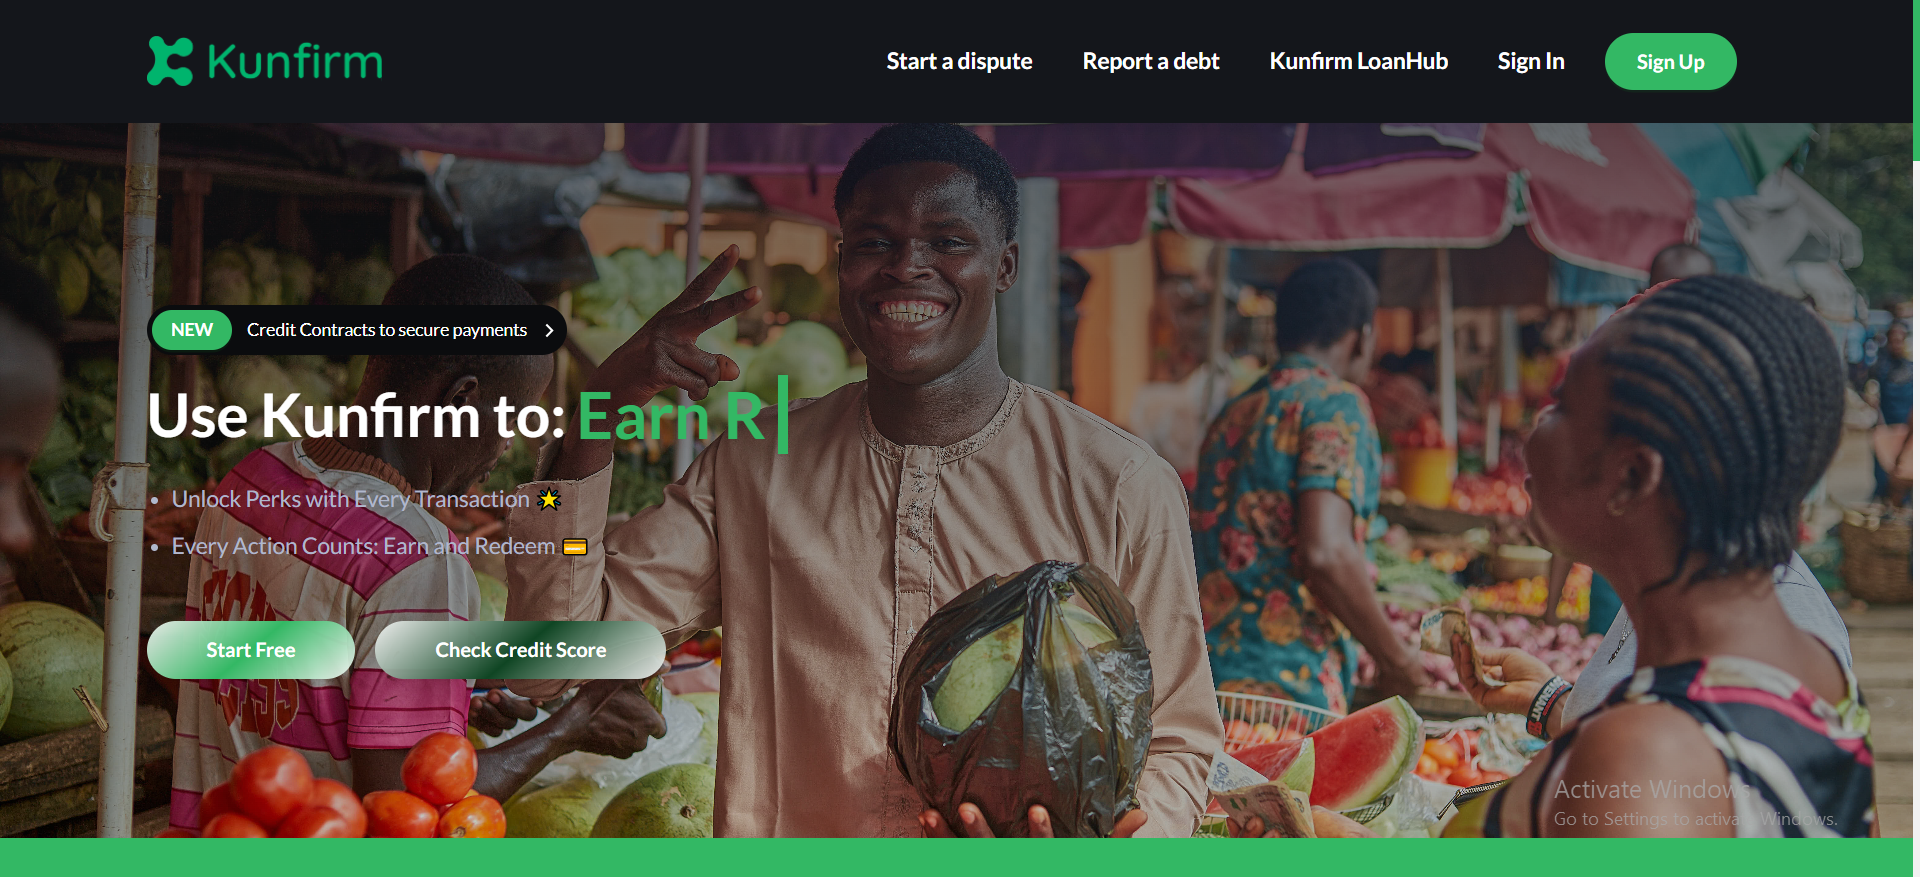 Kunfirm
Start a dispute
Report a debt
Kunfirm LoanHub
Sign In
Sign Up
NEW Credit Contracts to secure payments
Use Kunfirm to: Earn R
• Unlock Perks with Every Transaction 🌟
• Every Action Counts: Earn and Redeem 💳
Start Free
Check Credit Score
Activate Windows
Go to Settings to activate Windows.